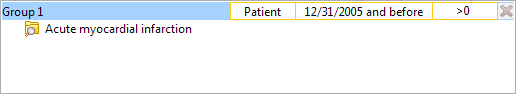 Group 1 Patient 12/31/2005 and before >0
Acute myocardial infarction